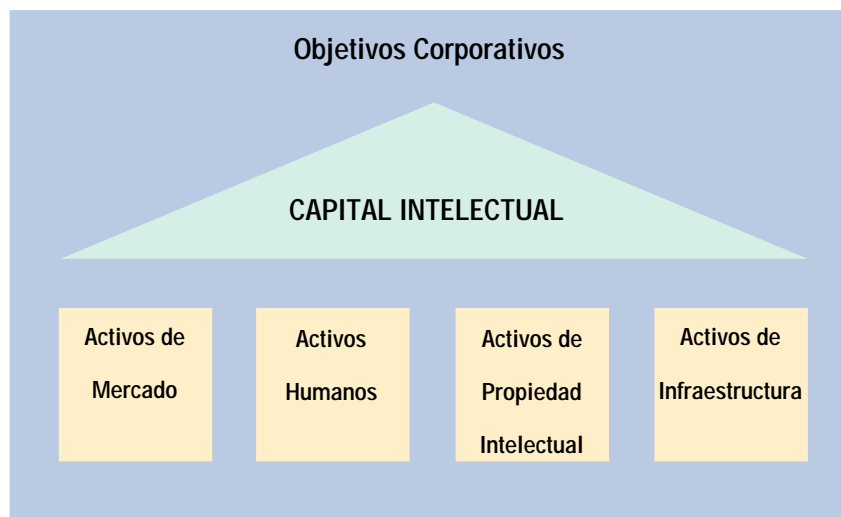 Objetivos Corporativos
CAPITAL INTELECTUAL
Activos de
Mercado
Activos
Humanos
Activos de
Propiedad
Intelectual
Activos de
Infraestructura